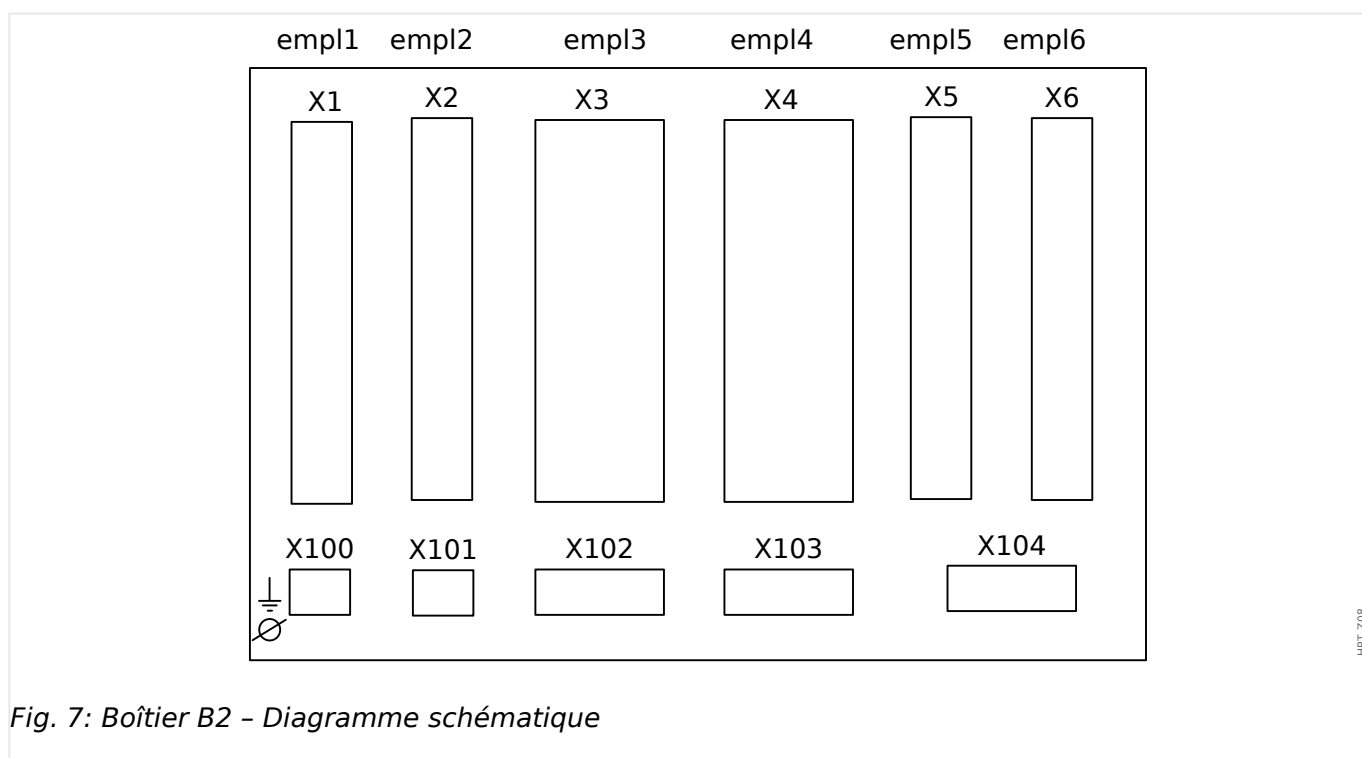 empl1 empl2 empl3 empl4 empl5 empl6
X1 X2 X3 X4 X5 X6
X100 X101 X102 X103 X104
Fig. 7: Boîtier B2 – Diagramme schématique